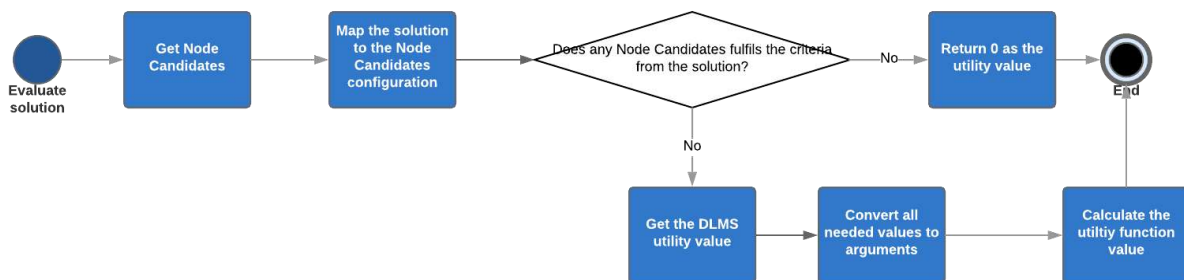 Evaluate
solution
Get Node
Candidates
Map the solution
to the Node
Candidates
configuration
Does any Node Candidates fulfils the criteria
from the solution?
No
Return 0 as the
utility value
End
No
Get the DLMS
utility value
Convert all
needed values to
arguments
Calculate the
utiltiy function
value